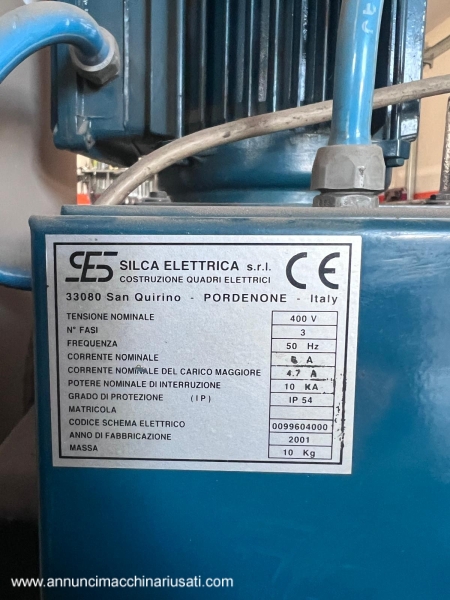 SES SILCA ELETTRICA s.r.l. CE
COSTRUZIONE QUADRI ELETTRICI
33080 San Quirino - PORDENONE - Italy
TENSIONE NOMINALE 400 V
N° FASI 3
FREQUENZA 50 Hz
CORRENTE NOMINALE A
CORRENTE NOMINALE DEL CARICO MAGGIORE 4.7 A
POTERE NOMINALE DI INTERRUZIONE 10 KA
GRADO DI PROTEZIONE (IP) IP 54
MATRICOLA
CODICE SCHEMA ELETTRICO 0099604000
ANNO DI FABBRICAZIONE 2001
MASSA 10 Kg
www.annuncimacchinariusati.com